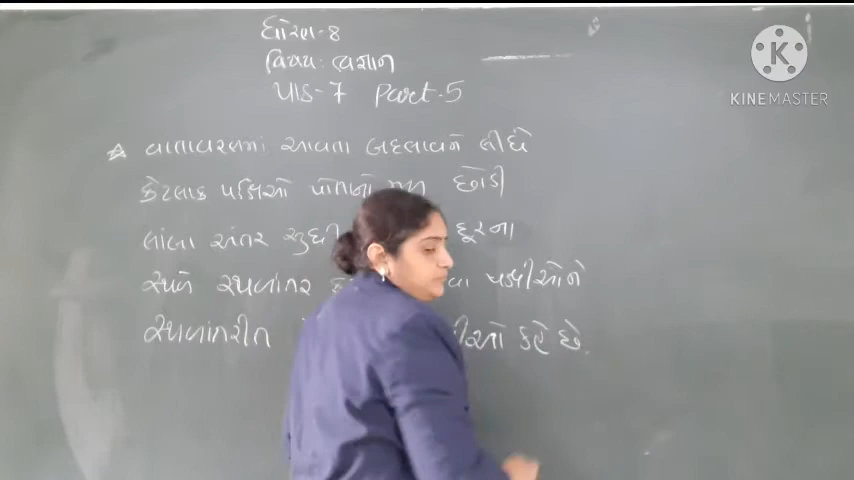 ધોરણ-8
વિષય: વિજ્ઞાન
પાઠ-7 Part-5
KINEMASTER
☆ વાતાવરણમાં આવતા બદલાવને લીધે
કેટલાક પક્ષિઓ પોતાનો મૂળ છોડી
લાંબા અંતર સુધી દૂરના
સ્થળે સ્થળાંતર પક્ષીઓને
સ્થળાંતરીત કહે છે.